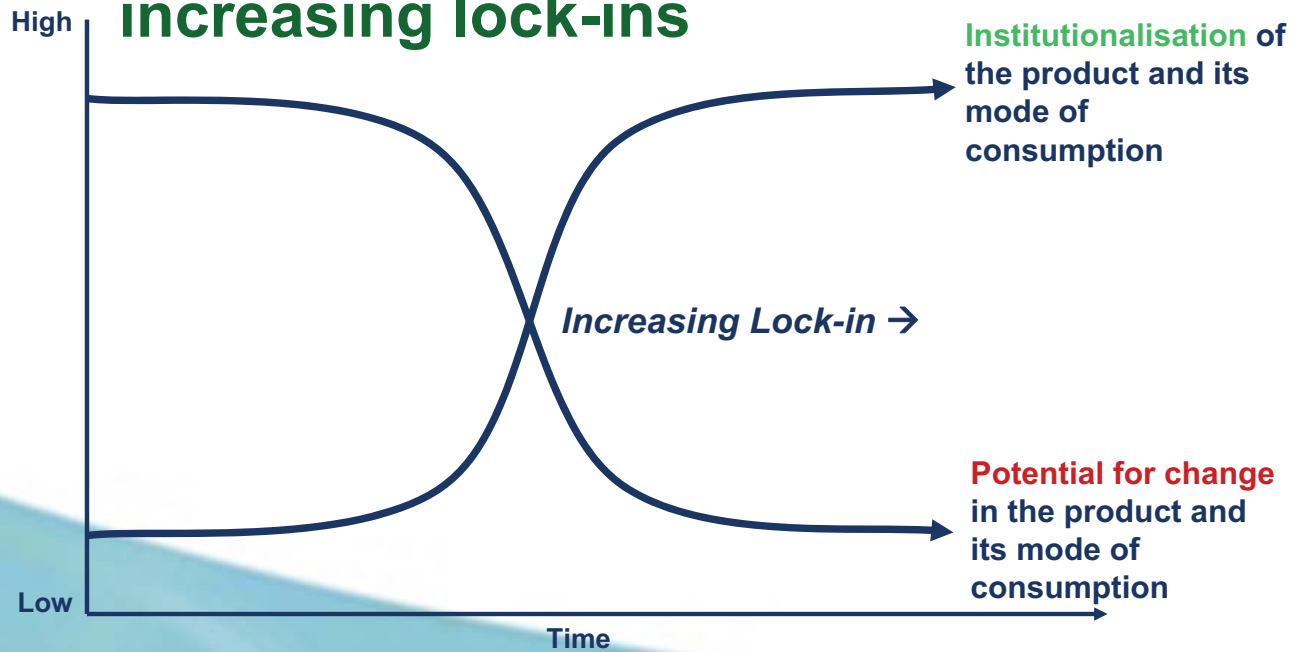 increasing lock-ins
High
Institutionalisation of
the product and its
mode of
consumption
Increasing Lock-in →
Potential for change
in the product and
its mode of
consumption
Low
Time